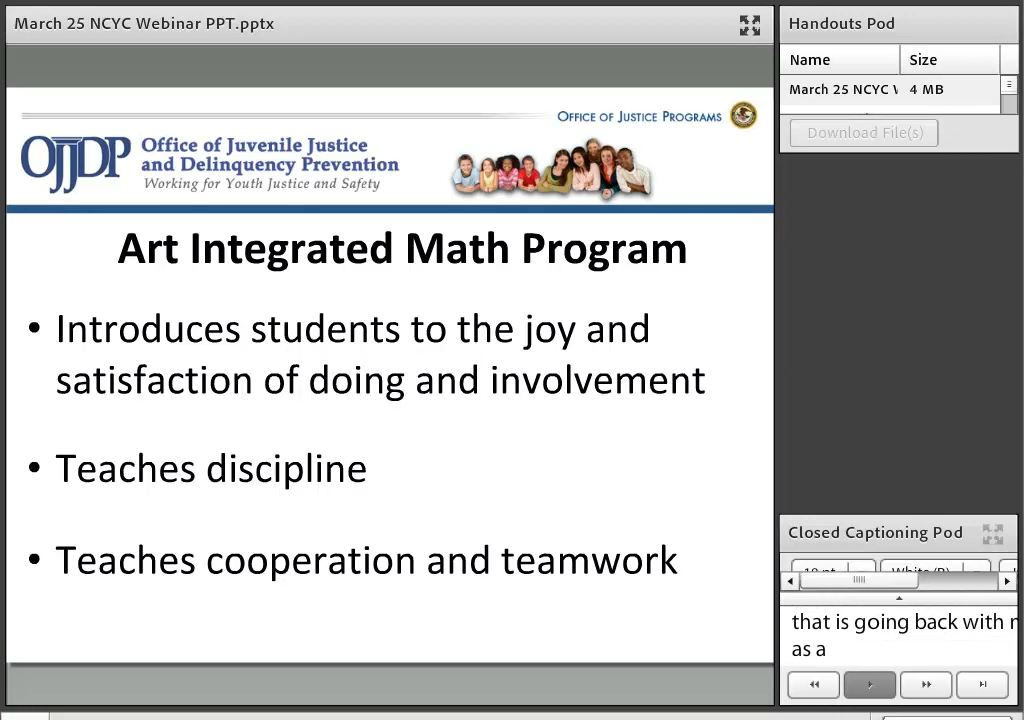 March 25 NCYC Webinar PPT.pptx
OFFICE OF JUSTICE PROGRAMS
OJJDP
Office of Juvenile Justice
and Delinquency Prevention
Working for Youth Justice and Safety
Art Integrated Math Program
• Introduces students to the joy and
satisfaction of doing and involvement
• Teaches discipline
• Teaches cooperation and teamwork
Handouts Pod
Name Size
March 25 NCYC 4 MB
Download File(s)
Closed Captioning Pod
that is going back with
as a